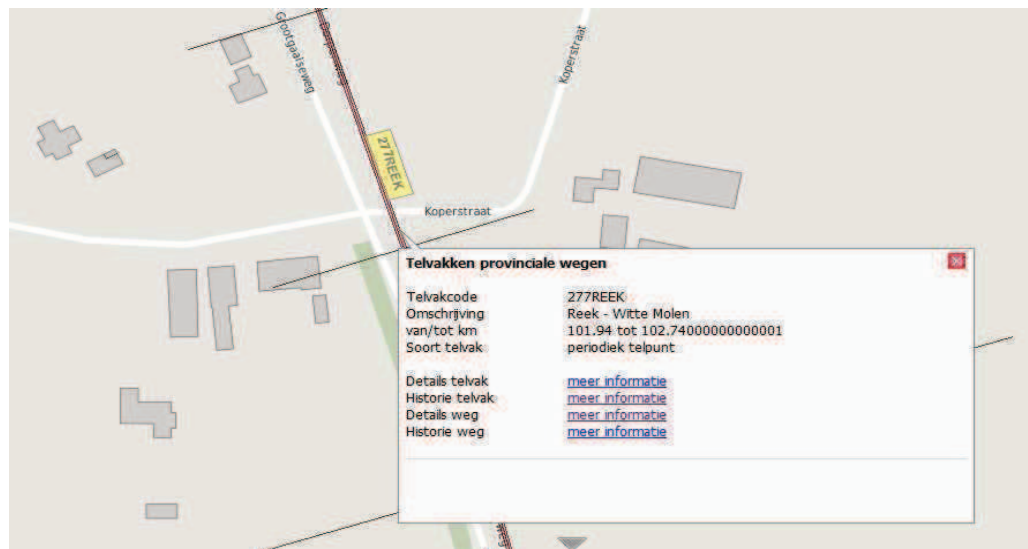 Grootgaalseweg
Koperstraat
277REEK
Koperstraat
Telvakken provinciale wegen
Telvakcode 277REEK
Omschrijving Reek - Witte Molen
van/tot km 101.94 tot 102.74000000000001
Soort telvak periodiek telpunt
Details telvak meer informatie
Historie telvak meer informatie
Details weg meer informatie
Historie weg meer informatie